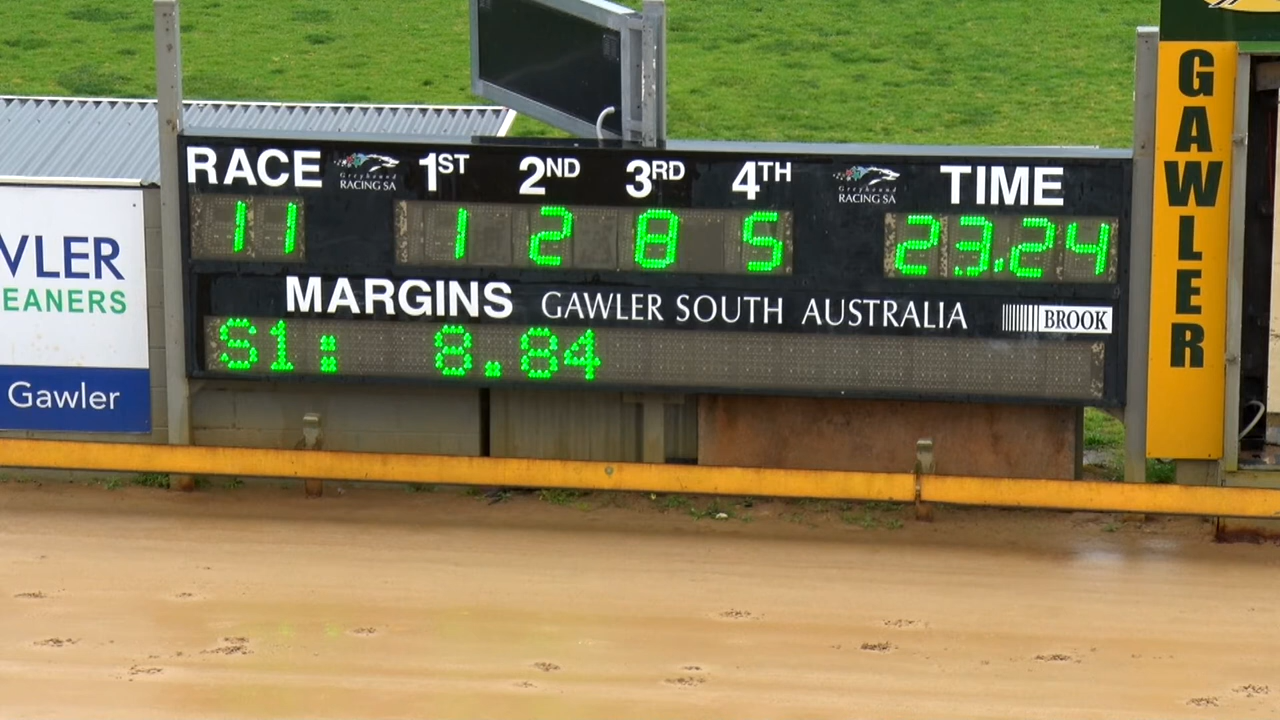 RACE
Greyhound
RACING SA
1ST 2ND 3RD 4TH
Greyhound
RACING SA
TIME
11 1 2 8 5 23.24
MARGINS GAWLER SOUTH AUSTRALIA BROOK
S1: 8.84
VLER
EANERS
Gawler
GAWLER